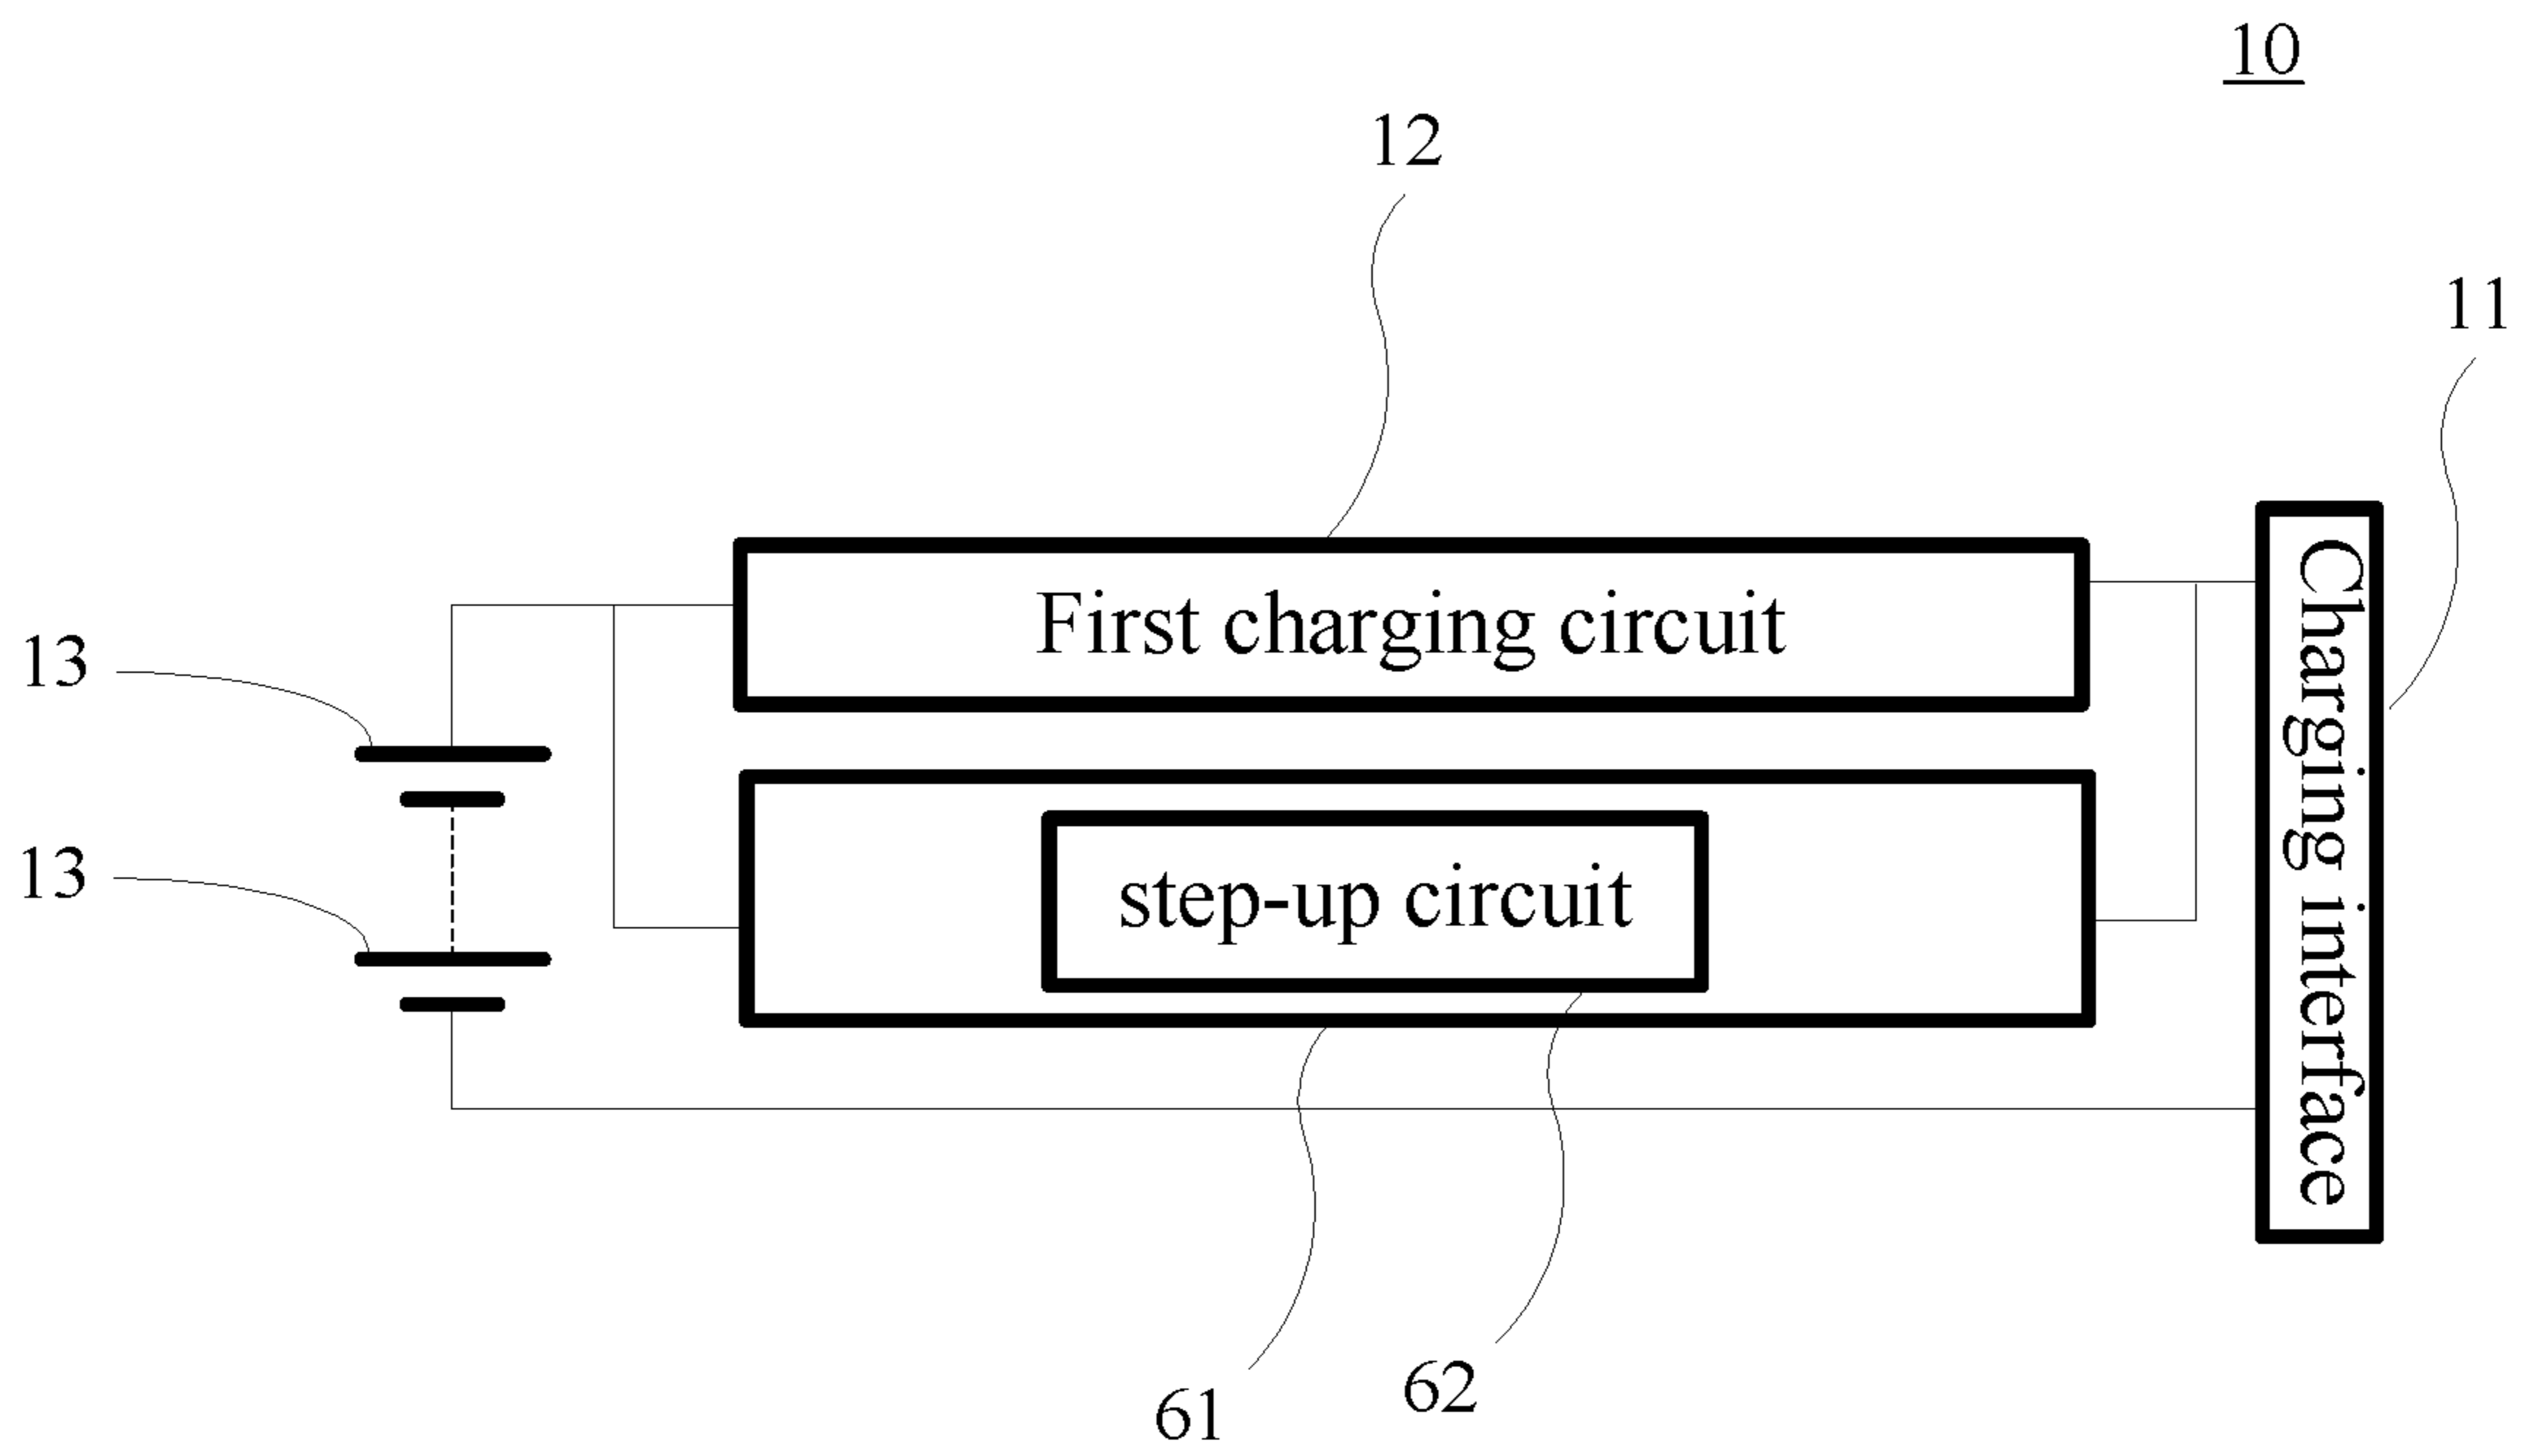 10
12
11
First charging circuit
Charging interface
13
step-up circuit
13
61
62